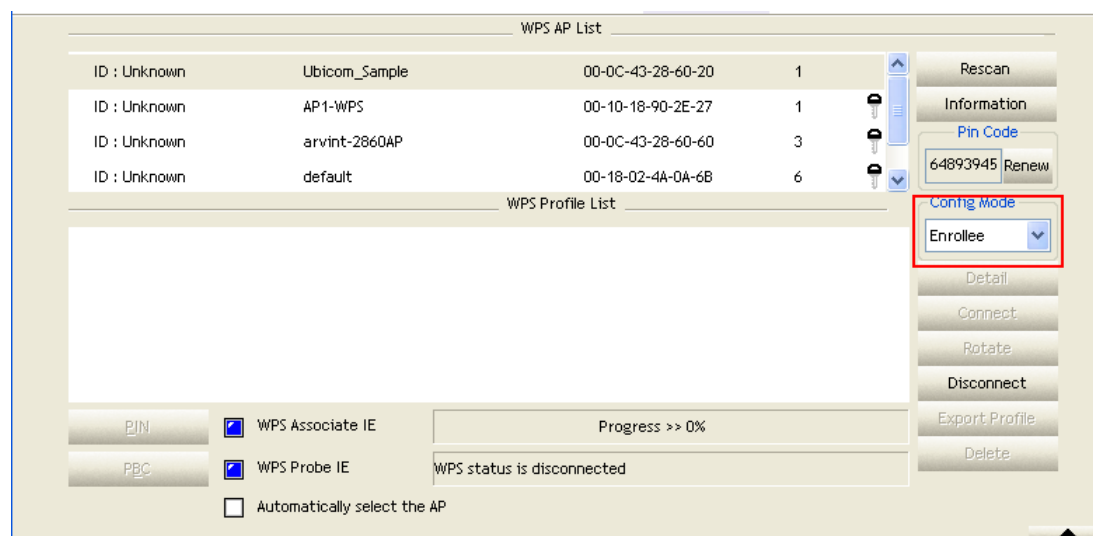 WPS AP List
ID : Unknown Ubicom_Sample 00-0C-43-28-60-20 1
ID : Unknown AP1-WPS 00-10-18-90-2E-27 1
ID : Unknown arvint-2860AP 00-0C-43-28-60-60 3
ID : Unknown default 00-18-02-4A-0A-6B 6
Rescan
Information
Pin Code
64893945 Renew
WPS Profile List
Config Mode
Enrollee
Detail
Connect
Rotate
Disconnect
Export Profile
Delete
PIN WPS Associate IE Progress >> 0%
PBC WPS Probe IE WPS status is disconnected
Automatically select the AP